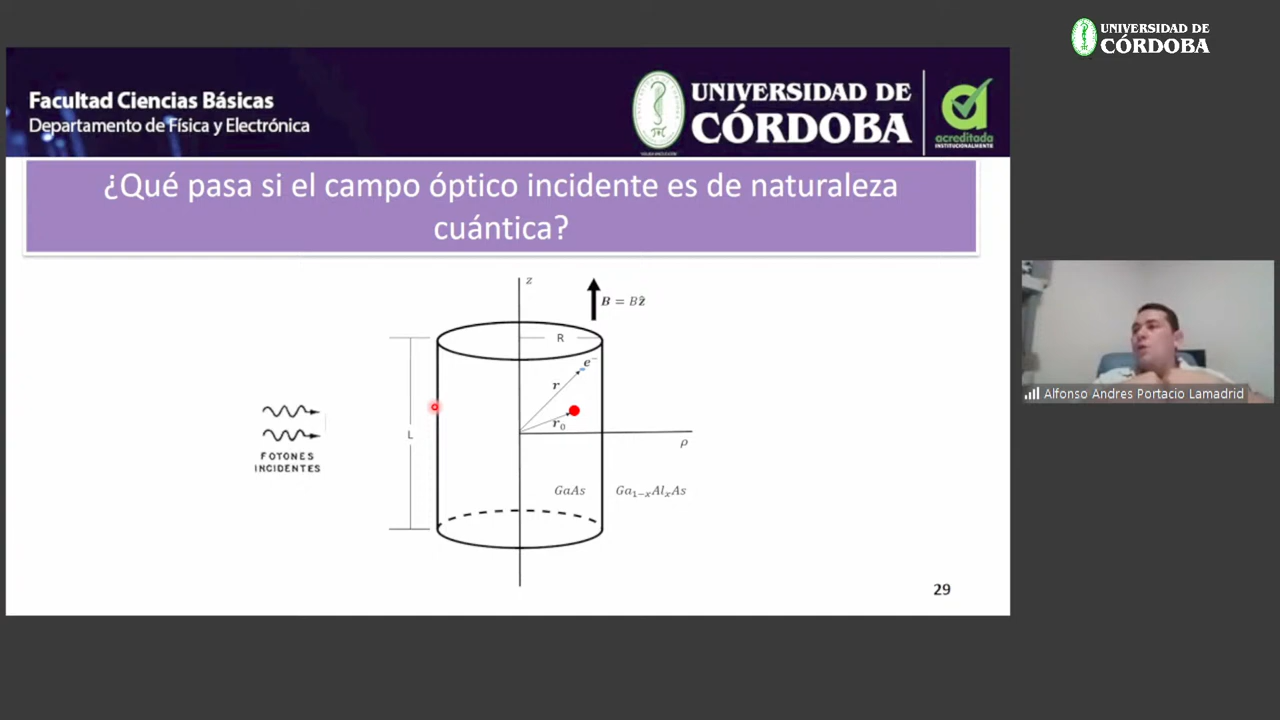 UNIVERSIDAD DE
CÓRDOBA
Facultad Ciencias Básicas
Departamento de Física y Electrónica
UNIVERSIDAD DE
CÓRDOBA
acreditada
INSTITUCIONALMENTE
¿Qué pasa si el campo óptico incidente es de naturaleza
cuántica?
z
B = Bẑ
R
e⁻
r
r₀
L
ρ
FOTONES
INCIDENTES
GaAs
Ga₁₋ₓAlₓAs
29
Alfonso Andres Portacio Lamadrid